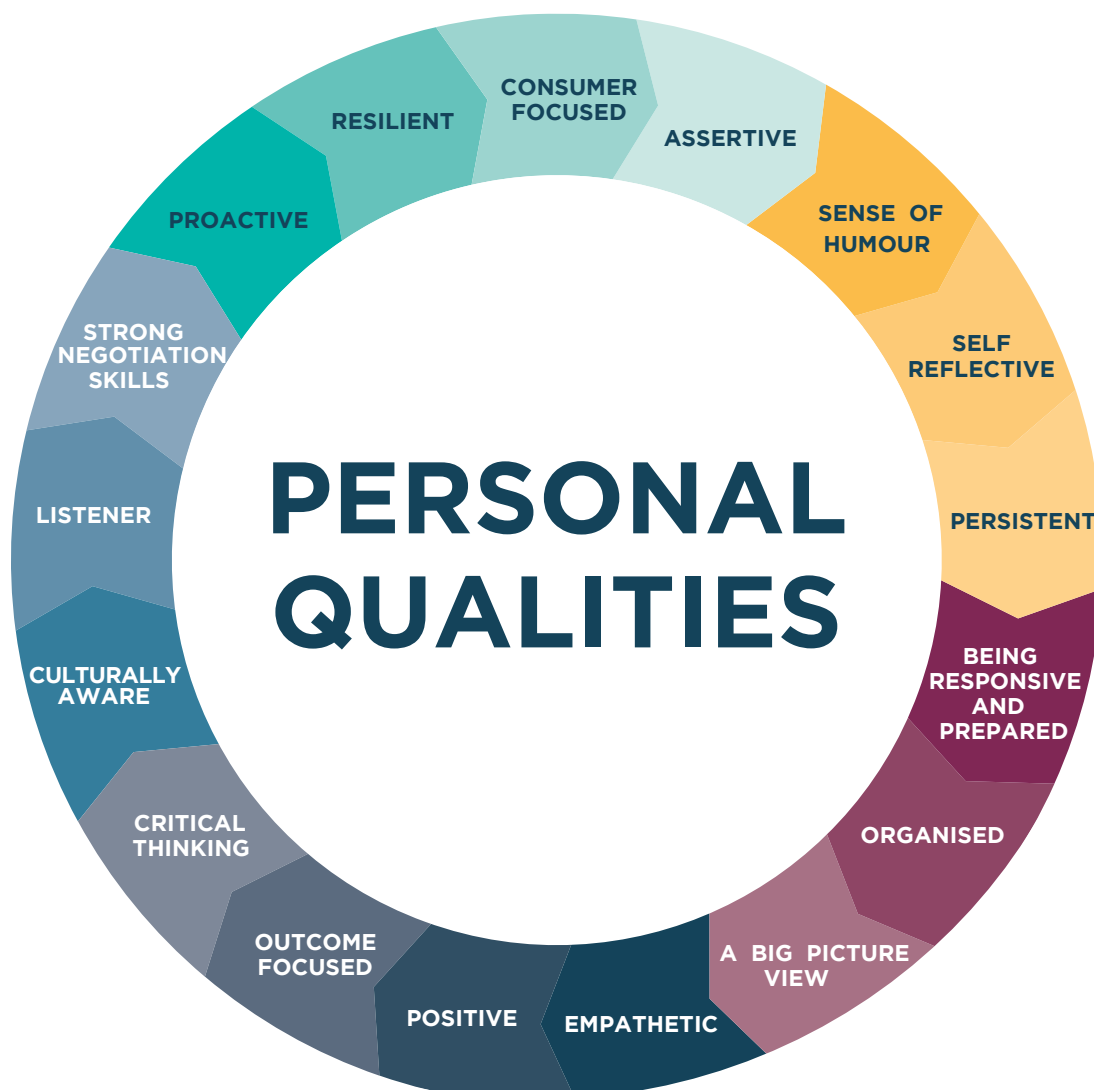 PERSONAL
QUALITIES
CONSUMER
FOCUSED
ASSERTIVE
SENSE OF
HUMOUR
SELF
REFLECTIVE
PERSISTENT
BEING
RESPONSIVE
AND
PREPARED
ORGANISED
A BIG PICTURE
VIEW
EMPATHETIC
POSITIVE
OUTCOME
FOCUSED
CRITICAL
THINKING
CULTURALLY
AWARE
LISTENER
STRONG
NEGOTIATION
SKILLS
PROACTIVE
RESILIENT